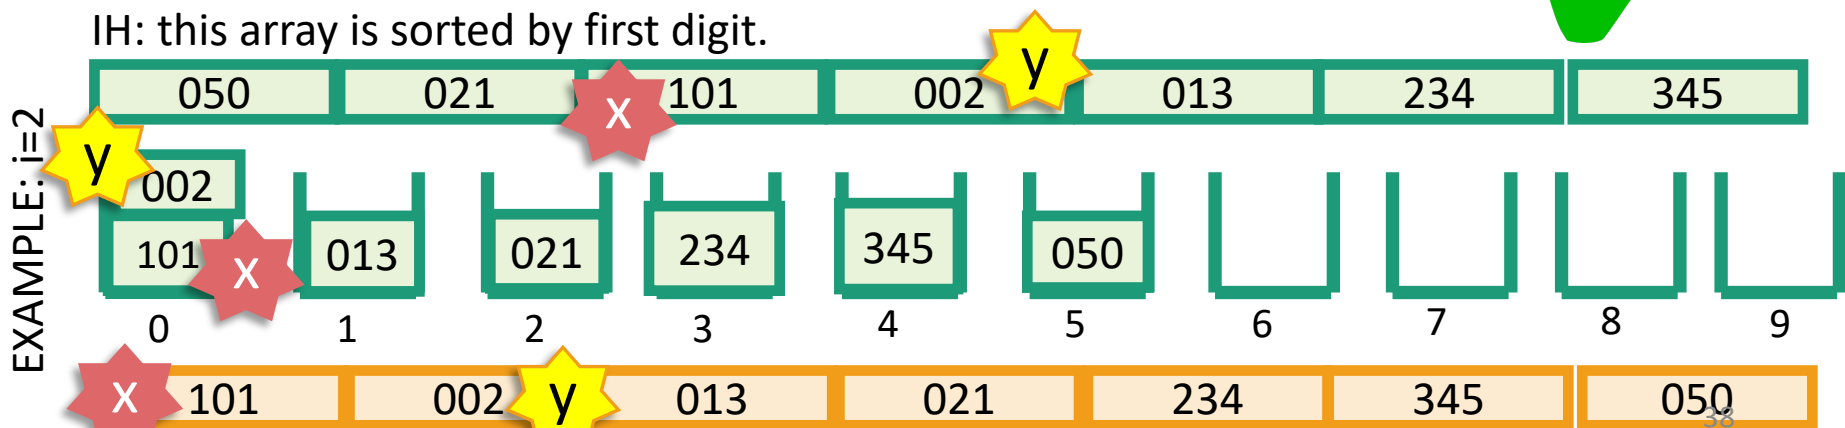 IH: this array is sorted by first digit.
050 021 x 101 002 y 013 234 345
EXAMPLE: i=2
y 002
101 x 013 021 234 345 050
0 1 2 3 4 5 6 7 8 9
x 101 002 y 013 021 234 345 050
38